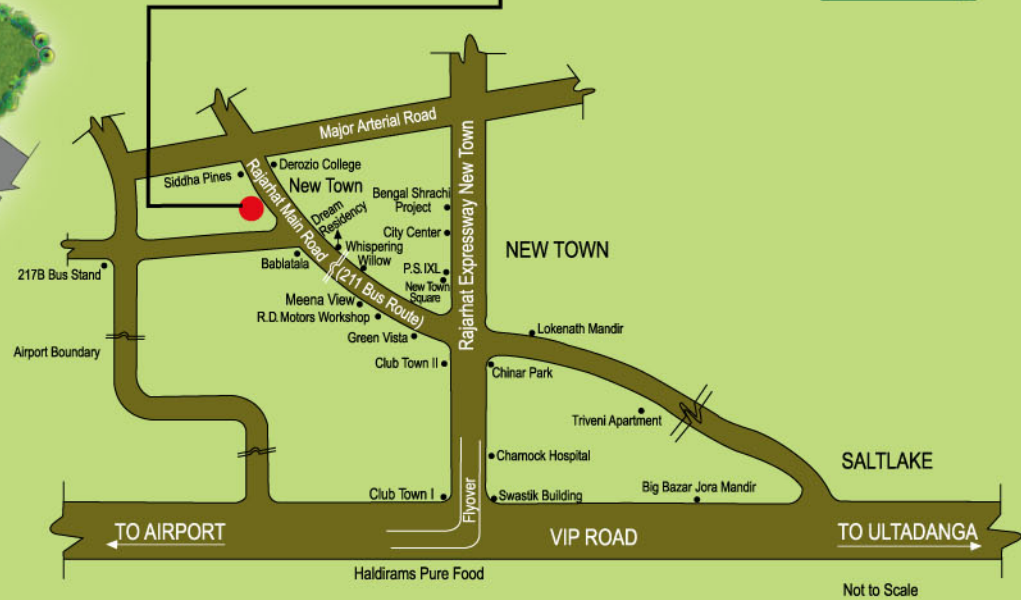 Major Arterial Road
Derozio College
Siddha Pines
New Town
Rajarhat Main Road
(211 Bus Route)
Dream
Residency
Bengal Shrachi
Project
City Center
Rajarhat Expressway New Town
NEW TOWN
Whispering
Willow
Bablatala
217B Bus Stand
P.S.IXL
New Town
Square
Meena View
R.D. Motors Workshop
Green Vista
Lokenath Mandir
Airport Boundary
Club Town II
Chinar Park
Triveni Apartment
Charnock Hospital
SALTLAKE
Club Town I
Flyover
Swastik Building
Big Bazar Jora Mandir
TO AIRPORT
VIP ROAD
TO ULTADANGA
Haldirams Pure Food
Not to Scale